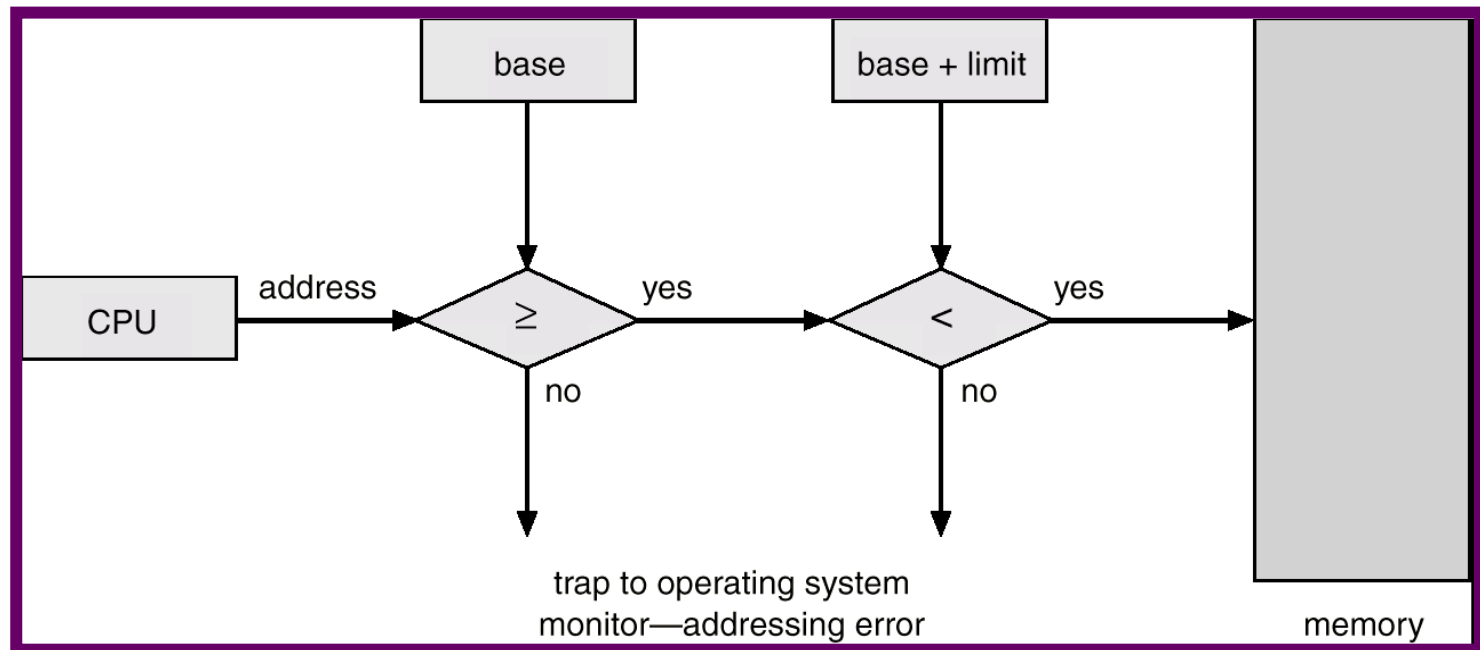 base
base + limit
address
yes
yes
CPU
≥
<
no
no
trap to operating system
monitor—addressing error
memory